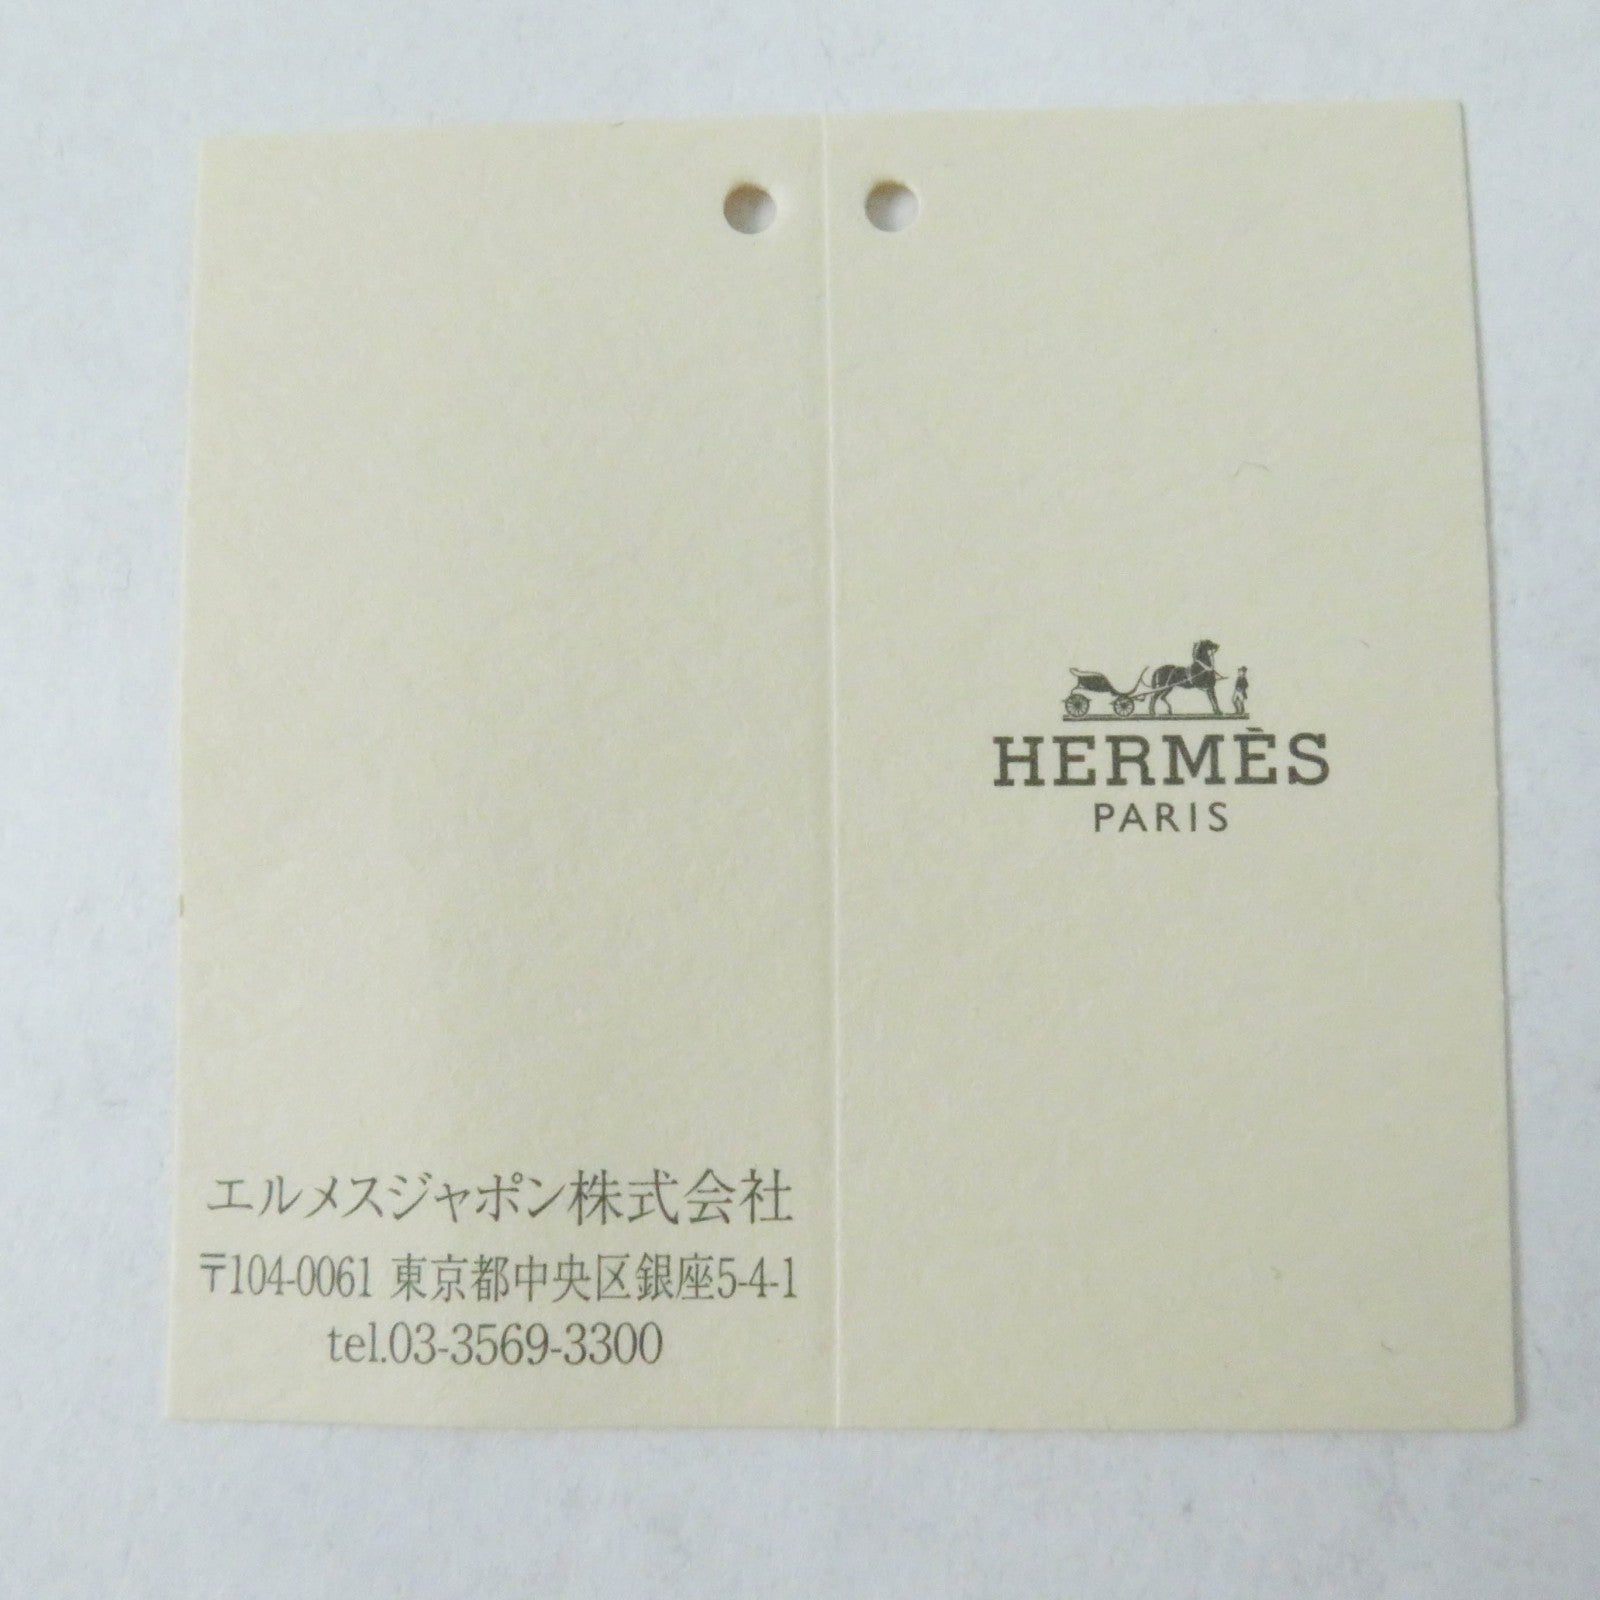 エルメスジャポン株式会社
〒104-0061 東京都中央区銀座5-4-1
tel.03-3569-3300
HERMÈS
PARIS